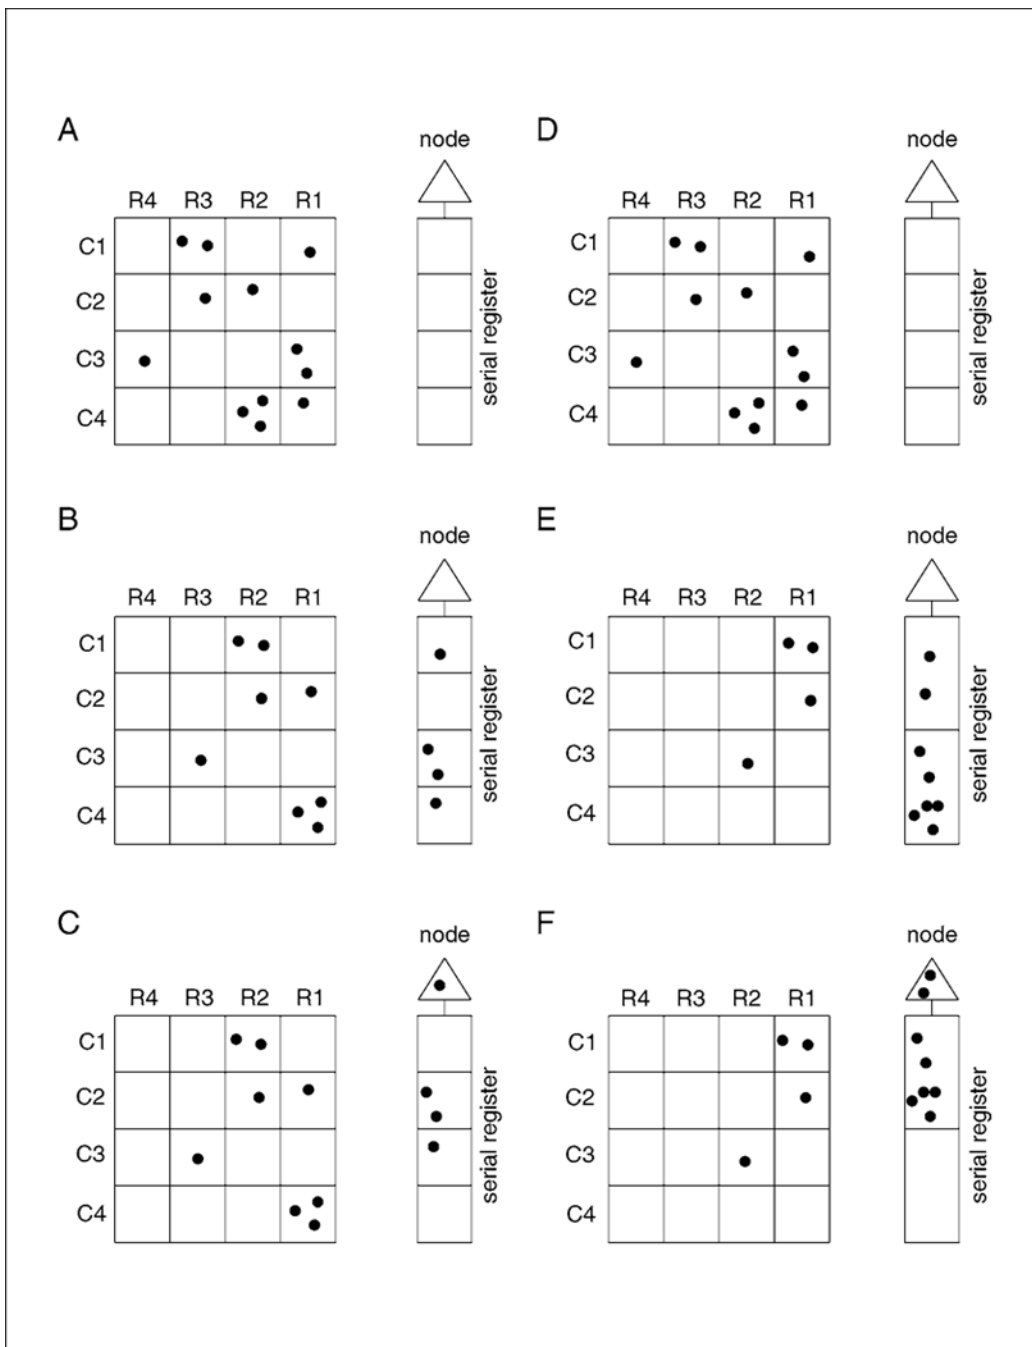 A
node
R4 R3 R2 R1
C1
C2
C3
C4
serial register
D
node
R4 R3 R2 R1
C1
C2
C3
C4
serial register
B
node
R4 R3 R2 R1
C1
C2
C3
C4
serial register
E
node
R4 R3 R2 R1
C1
C2
C3
C4
serial register
C
node
R4 R3 R2 R1
C1
C2
C3
C4
serial register
F
node
R4 R3 R2 R1
C1
C2
C3
C4
serial register